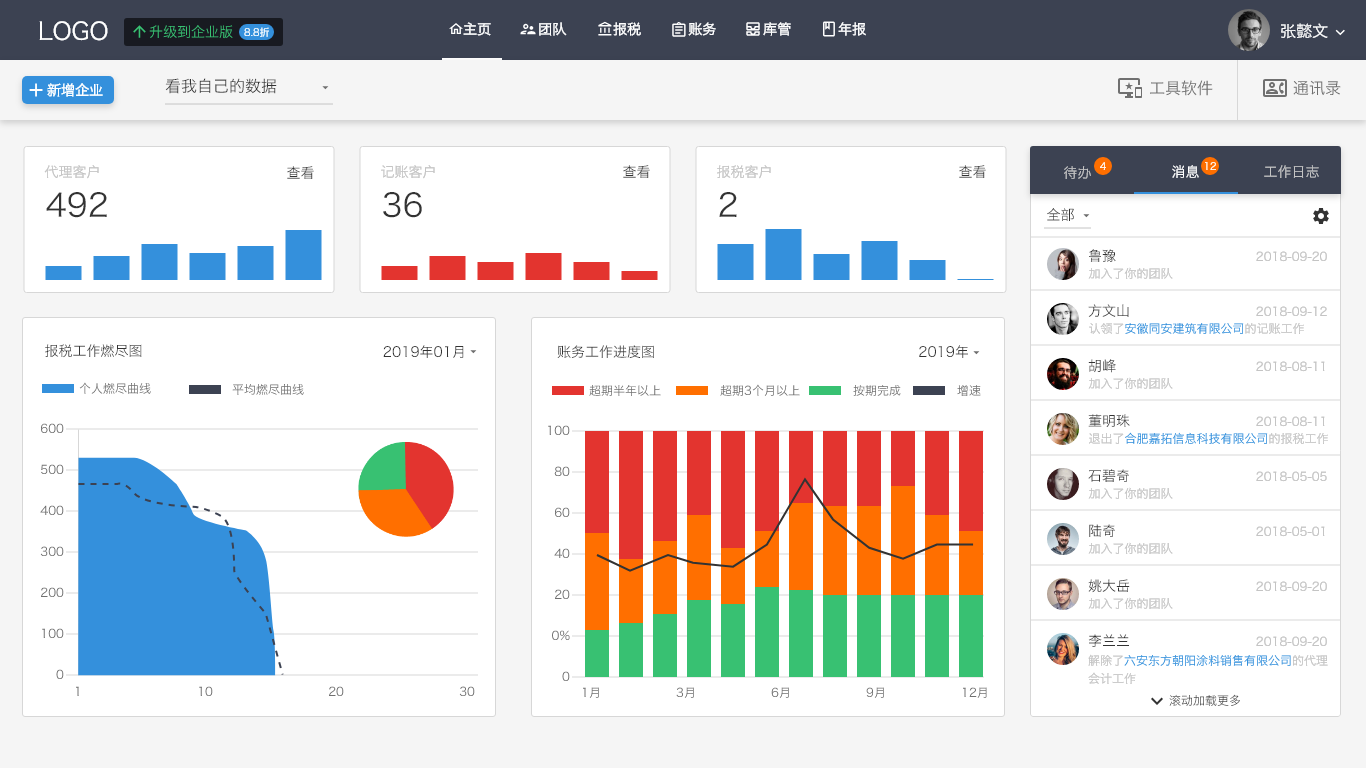 LOGO 升级到企业版 8.8折 主页 团队 报税 账务 库管 年报 张懿文
新增企业 看我自己的数据 工具软件 通讯录
代理客户 查看
492
记账客户 查看
36
报税客户 查看
2
报税工作燃尽图 2019年01月
个人燃尽曲线 平均燃尽曲线
600
500
400
300
200
100
0
1 10 20 30
账务工作进度图 2019年
超期半年以上 超期3个月以上 按期完成 增速
100
80
60
40
20
0%
0
1月 3月 6月 9月 12月
待办 4 消息 12 工作日志
全部
鲁豫 2018-09-20
加入了你的团队
方文山 2018-09-12
认领了安徽同安建筑有限公司的记账工作
胡峰 2018-08-11
加入了你的团队
董明珠 2018-08-11
退出了合肥嘉拓信息科技有限公司的报税工作
石碧奇 2018-05-05
加入了你的团队
陆奇 2018-05-01
加入了你的团队
姚大岳 2018-09-20
加入了你的团队
李兰兰 2018-09-20
解除了六安东方朝阳涂料销售有限公司的代理
会计工作
滚动加载更多